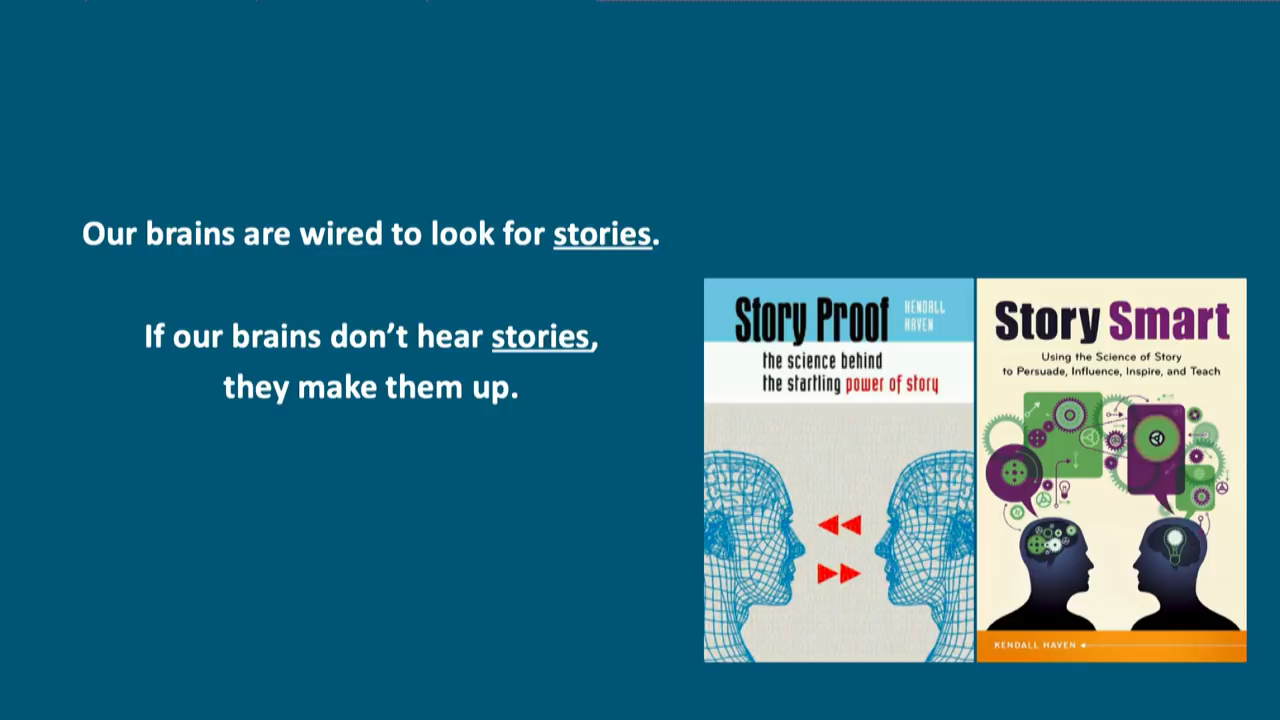 Our brains are wired to look for stories.
If our brains don’t hear stories,
they make them up.
Story Proof
KENDALL
HAVEN
the science behind
the startling power of story
Story Smart
Using the Science of Story
to Persuade, Influence, Inspire, and Teach
KENDALL HAVEN